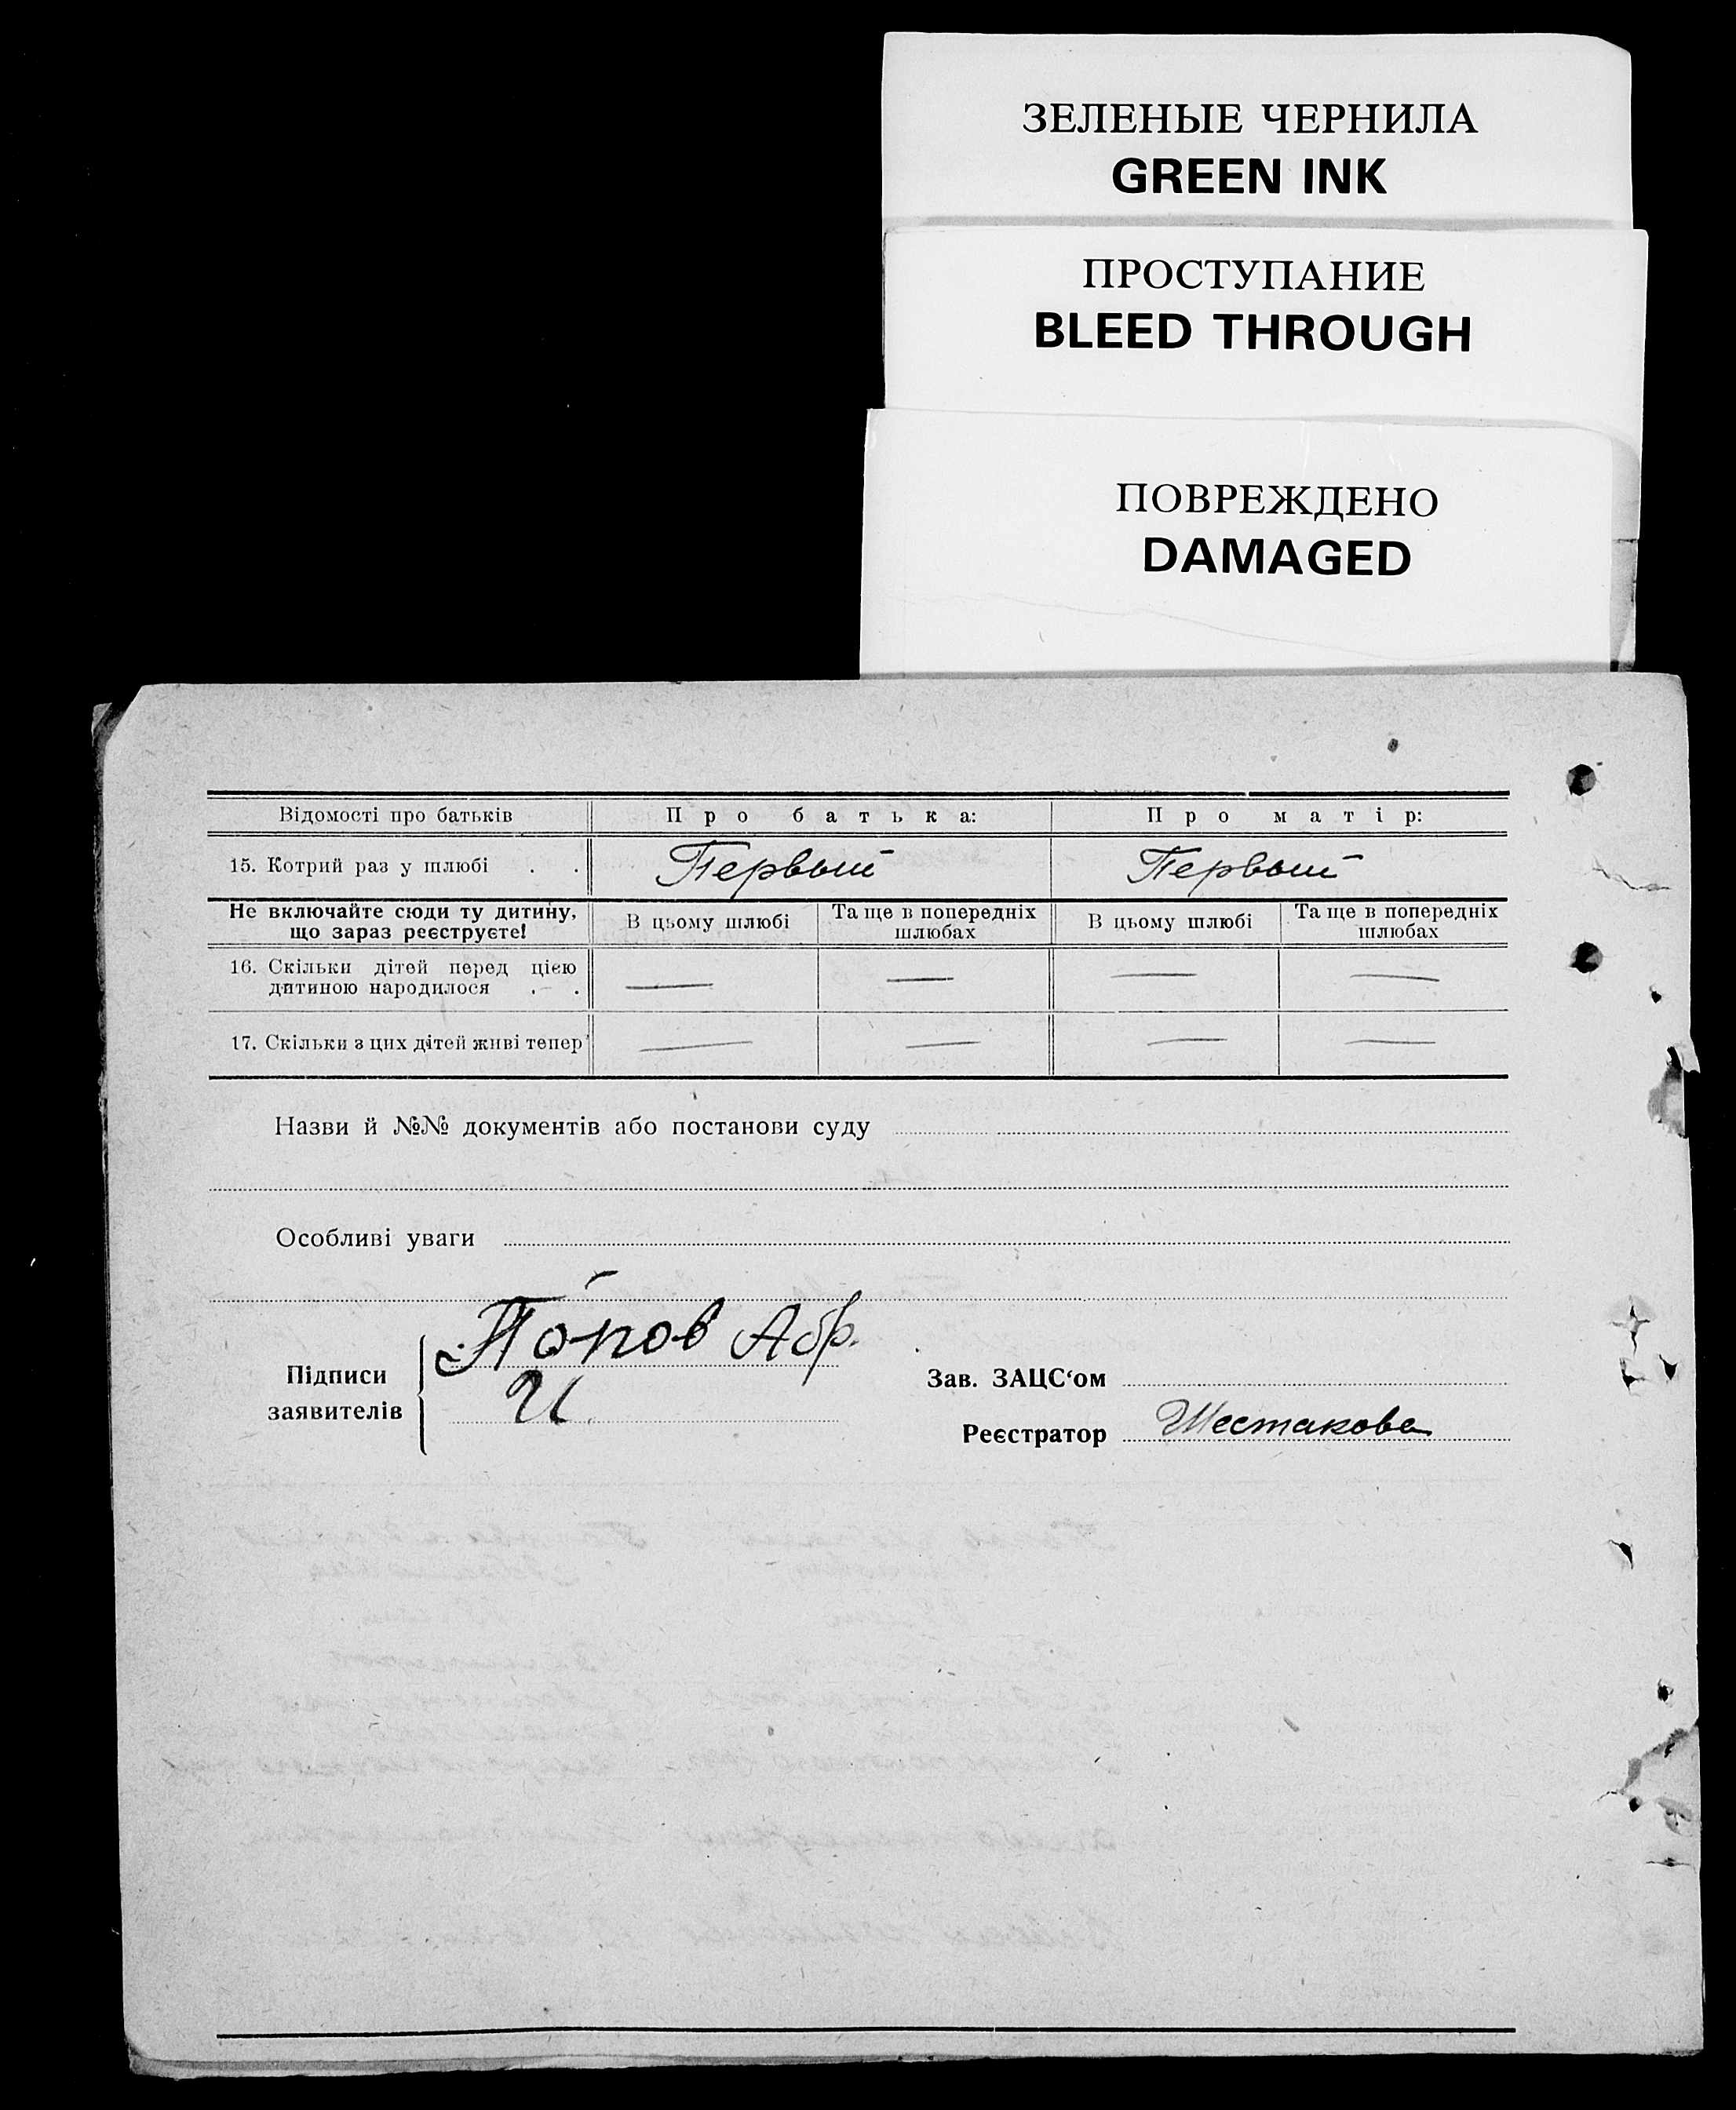 ЗЕЛЕНЫЕ ЧЕРНИЛА
GREEN INK
ПРОСТУПАНИЕ
BLEED THROUGH
ПОВРЕЖДЕНО
DAMAGED
Відомості про батьків Про батька: Про матір:
15. Котрий раз у шлюбі . . Первый Первый
Не включайте сюди ту дитину, що зараз реєструєте! В цьому шлюбі Та ще в попередніх шлюбах В цьому шлюбі Та ще в попередніх шлюбах
16. Скільки дітей перед цією дитиною народилося . . — — — —
17. Скільки з цих дітей живі тепер — — — —
Назви й №№ документів або постанови суду
Особливі уваги
Підписи заявителів Попов Абр.
И.
Зав. ЗАЦС‘ом
Реєстратор Шестакова